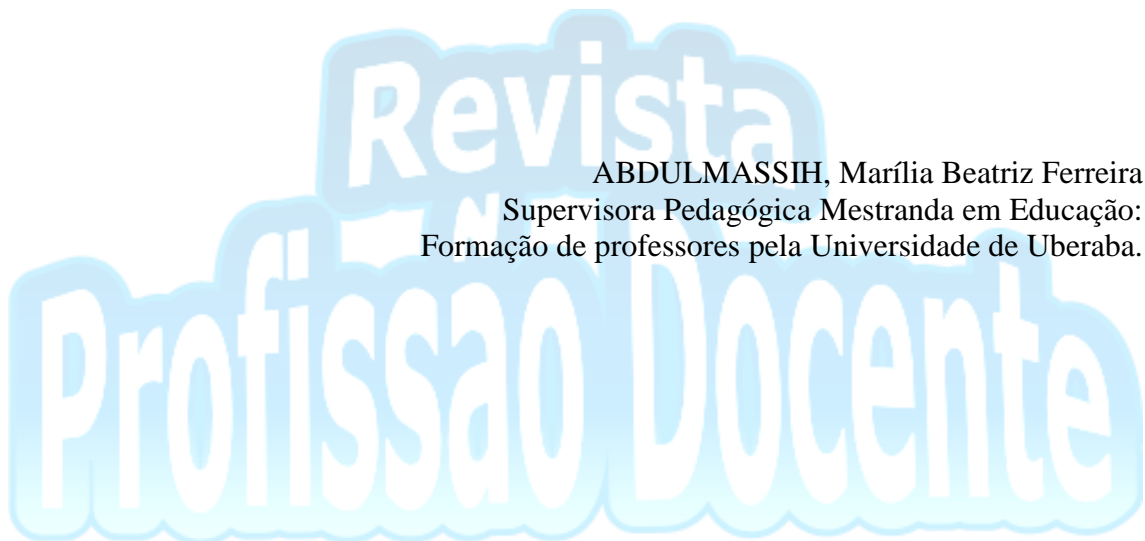 Revista
ABDULMASSIH, Marília Beatriz Ferreira
Supervisora Pedagógica Mestranda em Educação:
Formação de professores pela Universidade de Uberaba.
Profissão Docente